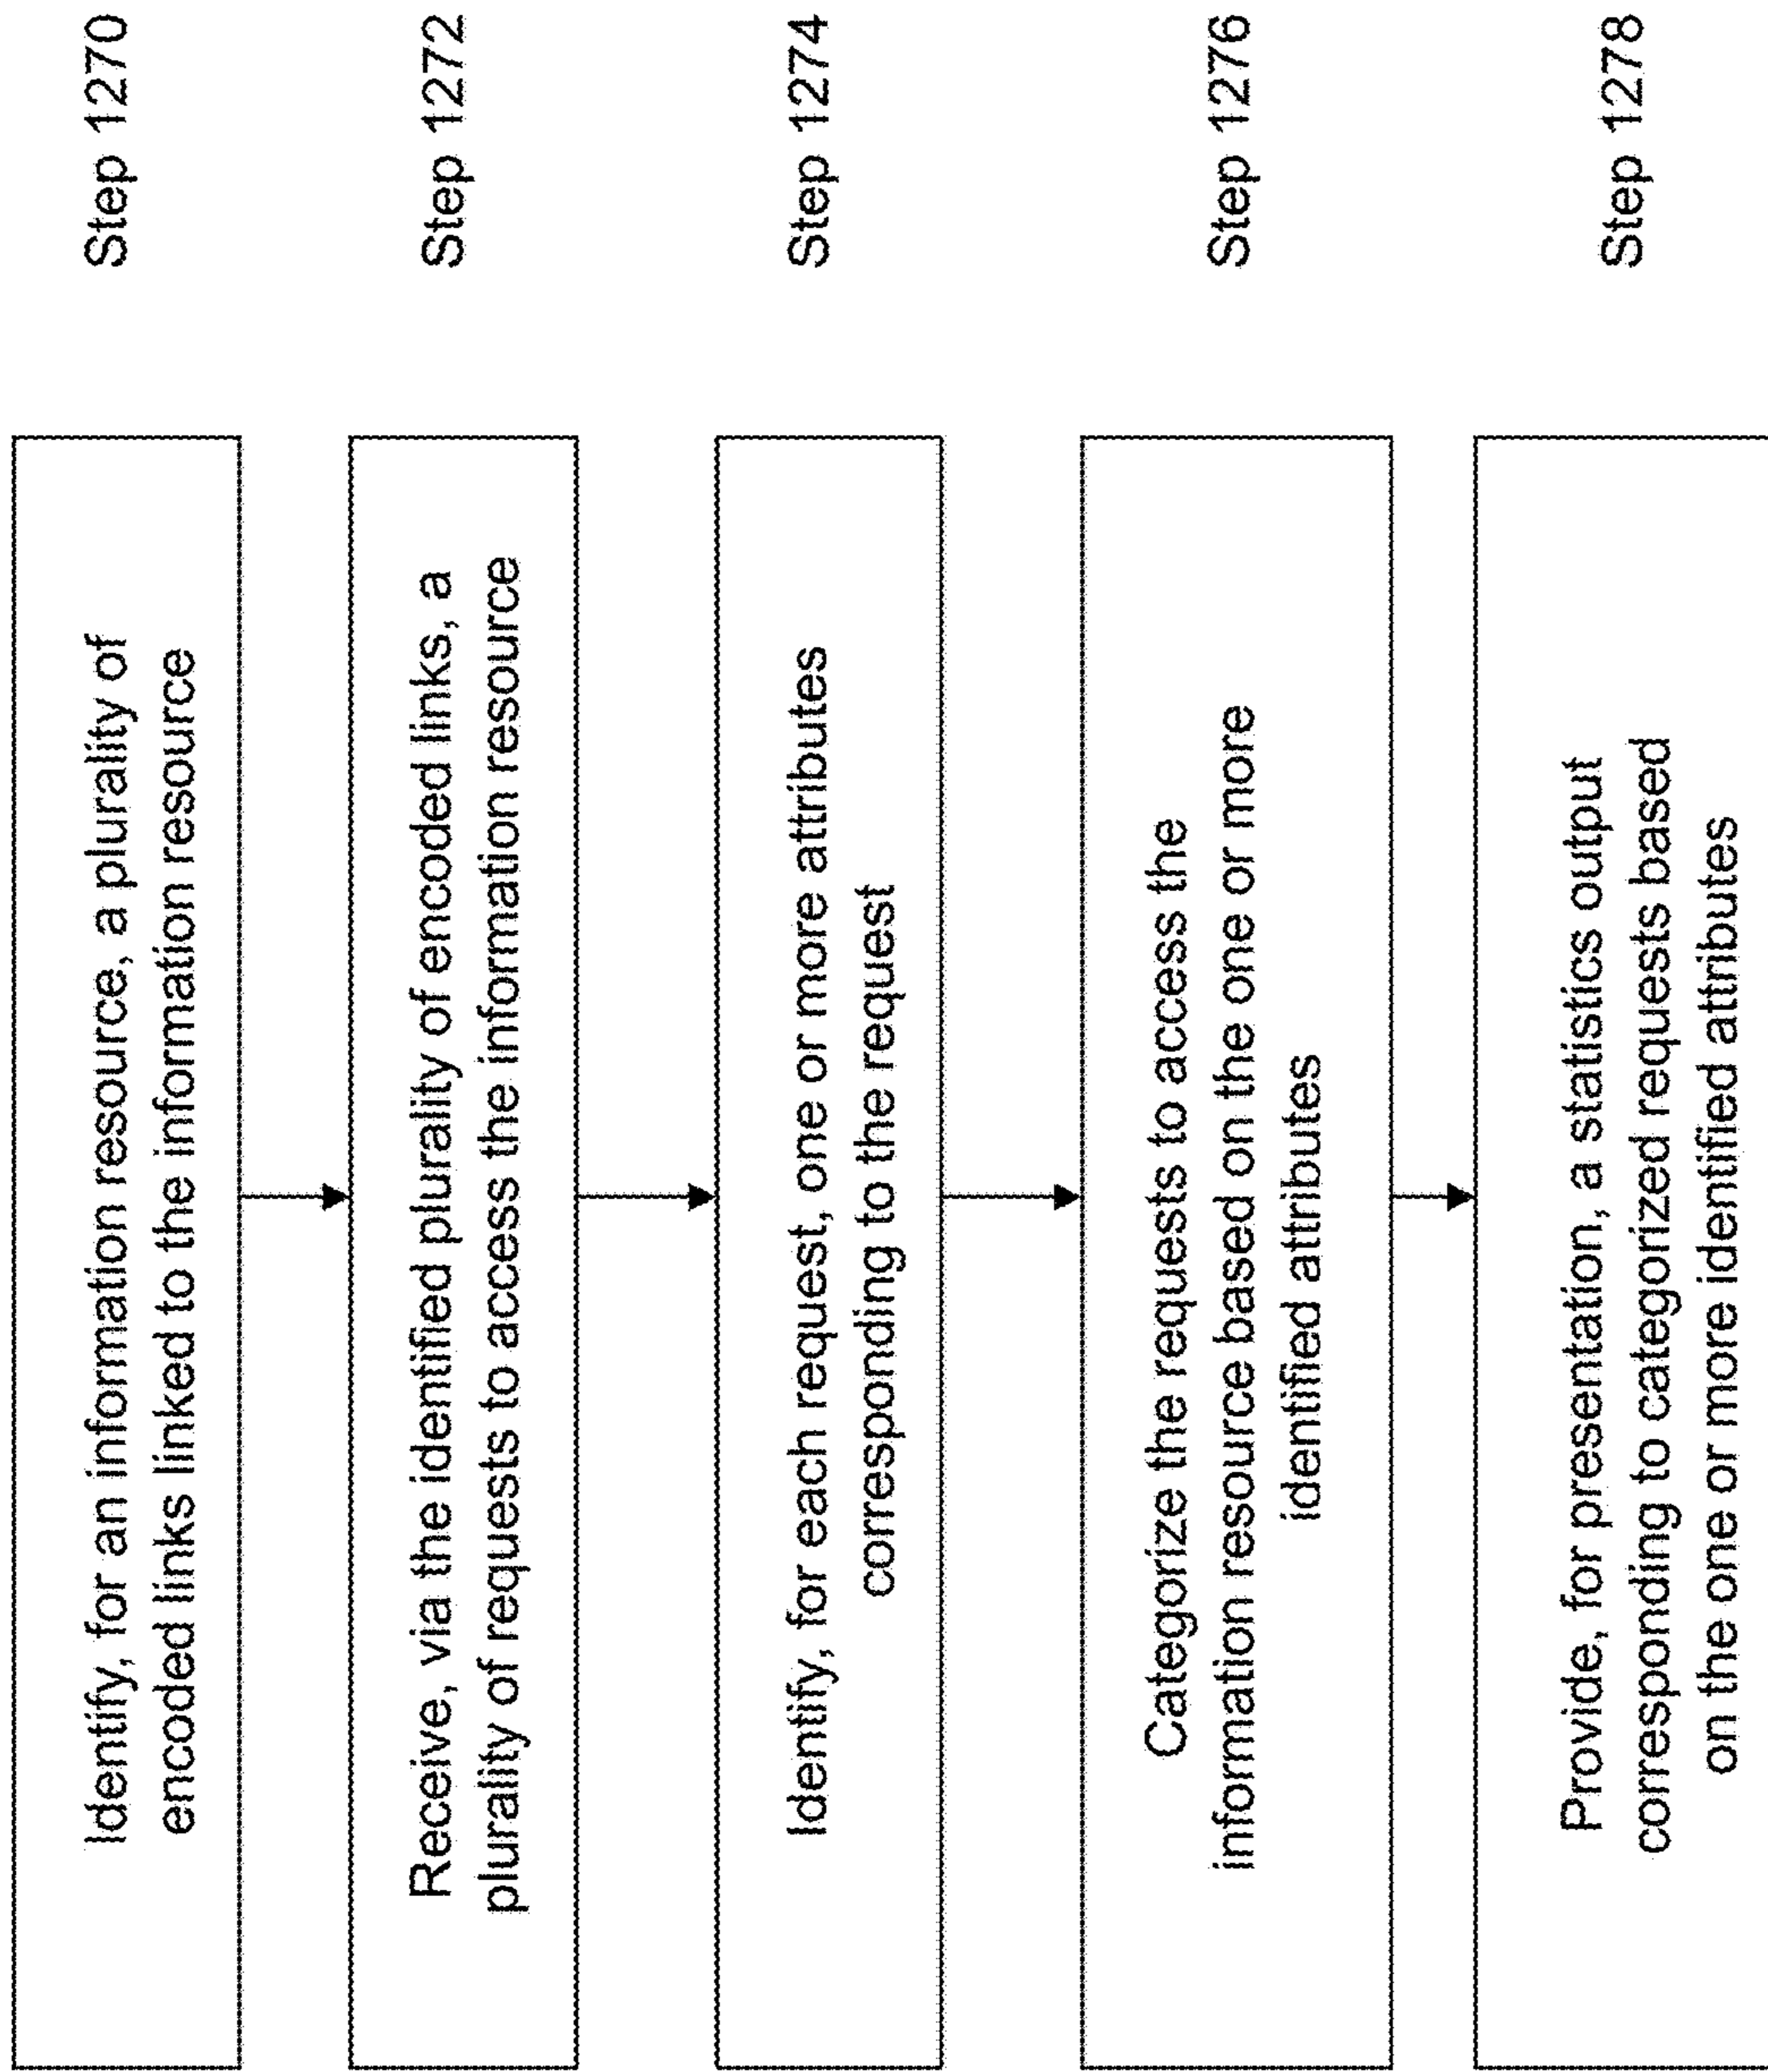 Identify, for an information resource, a plurality of
encoded links linked to the information resource
Step 1270
Receive, via the identified plurality of encoded links, a
plurality of requests to access the information resource
Step 1272
Identify, for each request, one or more attributes
corresponding to the request
Step 1274
Categorize the requests to access the
information resource based on the one or more
identified attributes
Step 1276
Provide, for presentation, a statistics output
corresponding to categorized requests based
on the one or more identified attributes
Step 1278